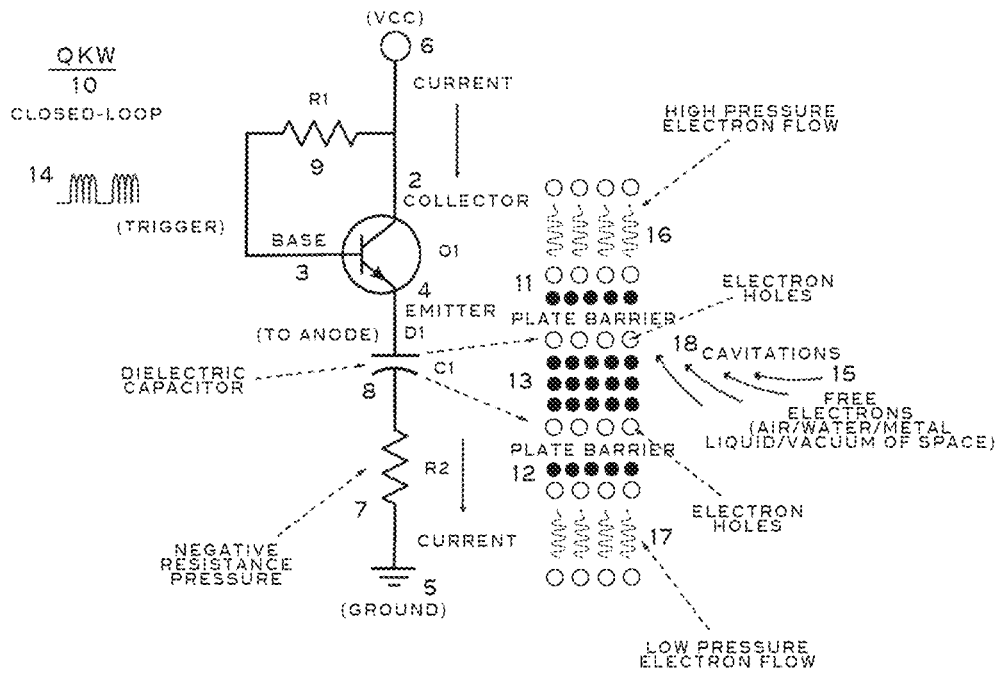 (VCC)
6
QKW
10
CLOSED-LOOP
CURRENT
R1
9
HIGH PRESSURE
ELECTRON FLOW
14
(TRIGGER)
2
COLLECTOR
16
BASE
3
Q1
4
EMITTER
11
PLATE BARRIER
ELECTRON
HOLES
(TO ANODE)
D1
18
CAVITATIONS
15
DIELECTRIC
CAPACITOR
C1
8
13
FREE
ELECTRONS
(AIR/WATER/METAL
LIQUID/VACUUM OF SPACE)
PLATE BARRIER
12
R2
7
ELECTRON
HOLES
NEGATIVE
RESISTANCE
PRESSURE
CURRENT
17
5
(GROUND)
LOW PRESSURE
ELECTRON FLOW